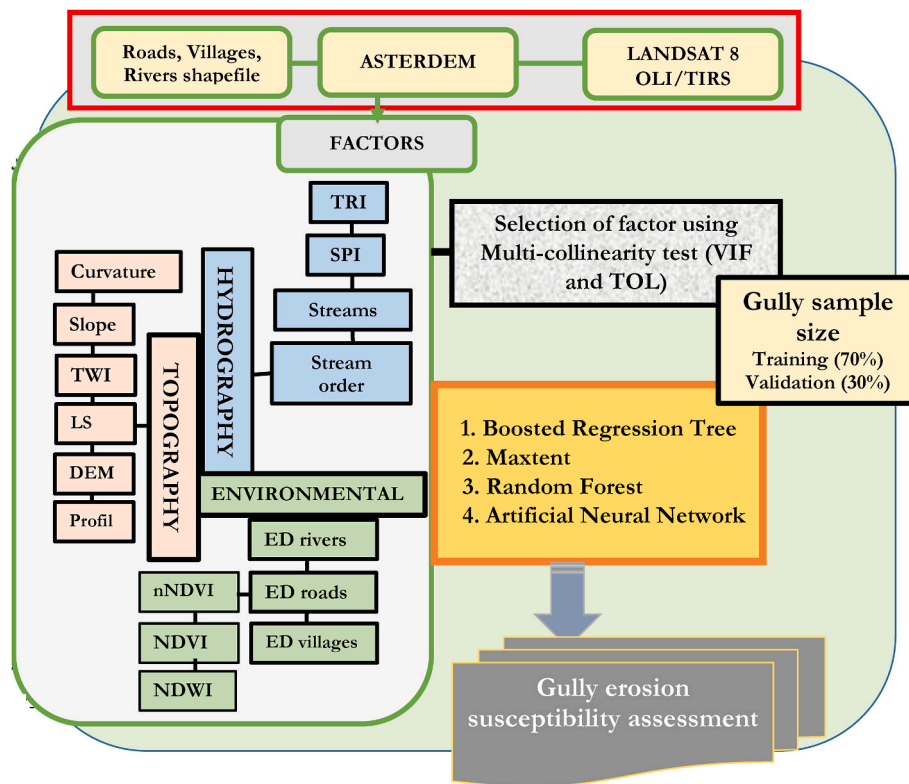 Roads, Villages,
Rivers shapefile
ASTERDEM
LANDSAT 8
OLI/TIRS
FACTORS
TRI
SPI
Streams
Stream
order
HYDROGRAPHY
Curvature
Slope
TWI
LS
DEM
Profil
TOPOGRAPHY
ENVIRONMENTAL
ED rivers
nNDVI
ED roads
NDVI
ED villages
NDWI
Selection of factor using
Multi-collinearity test (VIF
and TOL)
Gully sample
size
Training (70%)
Validation (30%)
1. Boosted Regression Tree
2. Maxtent
3. Random Forest
4. Artificial Neural Network
Gully erosion
susceptibility assessment